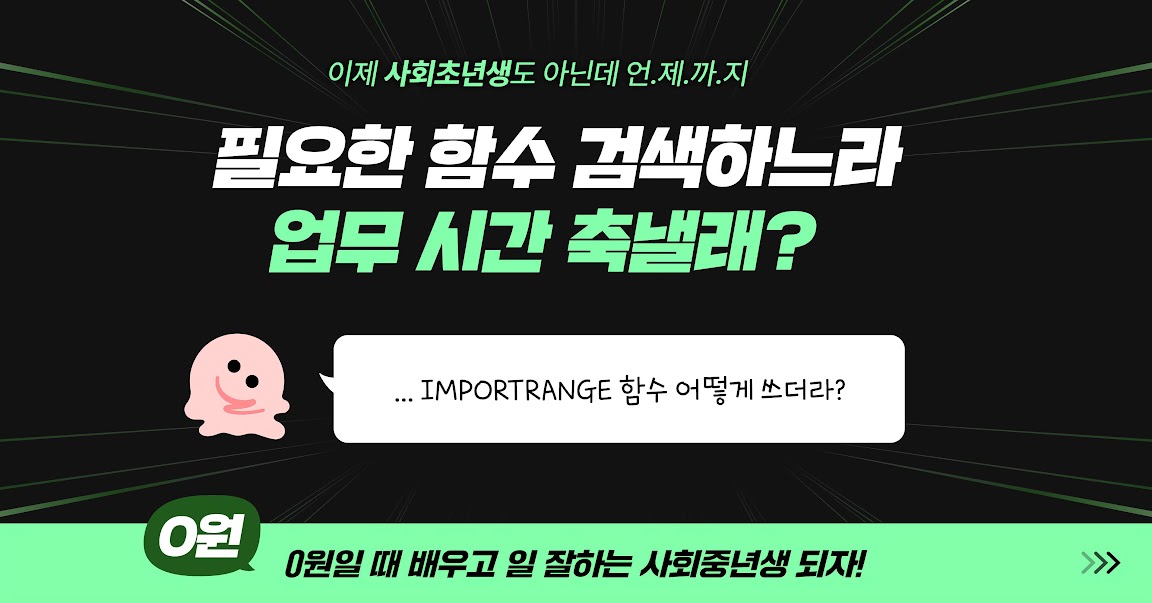 이제 사회초년생도 아닌데 언.제.까.지
필요한 함수 검색하느라
업무 시간 축낼래?
... IMPORTRANGE 함수 어떻게 쓰더라?
0원
0원일 때 배우고 일 잘하는 사회중년생 되자!